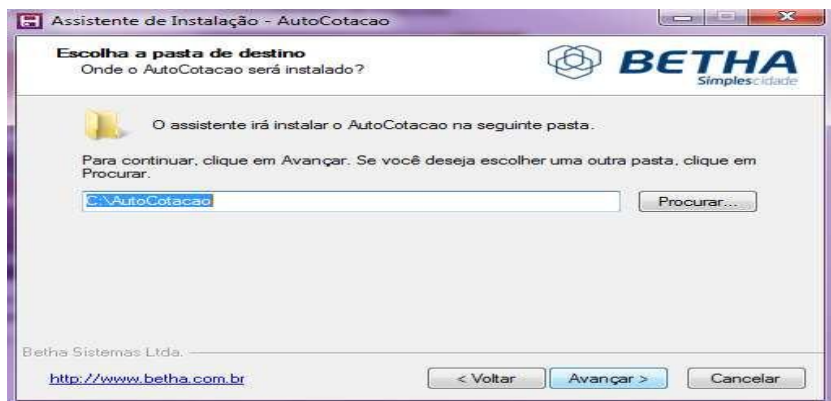 Assistente de Instalação - AutoCotacao
Escolha a pasta de destino
Onde o AutoCotacao será instalado?
BETHA
Simplescidade
O assistente irá instalar o AutoCotacao na seguinte pasta.
Para continuar, clique em Avançar. Se você deseja escolher uma outra pasta, clique em
Procurar.
C:\AutoCotacao
Procurar...
Betha Sistemas Ltda.
http://www.betha.com.br
< Voltar
Avançar >
Cancelar